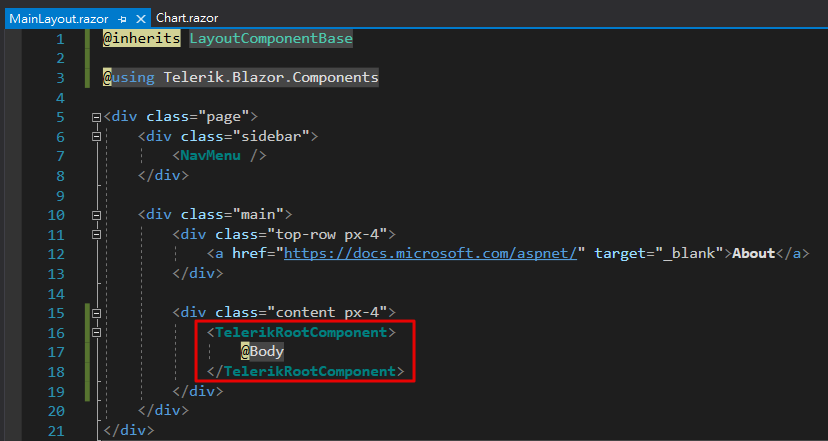 MainLayout.razor Chart.razor
1 @inherits LayoutComponentBase
2
3 @using Telerik.Blazor.Components
4
5 <div class="page">
6     <div class="sidebar">
7         <NavMenu />
8     </div>
9
10     <div class="main">
11         <div class="top-row px-4">
12             <a href="https://docs.microsoft.com/aspnet/" target="_blank">About</a>
13         </div>
14
15         <div class="content px-4">
16             <TelerikRootComponent>
17                 @Body
18             </TelerikRootComponent>
19         </div>
20     </div>
21 </div>